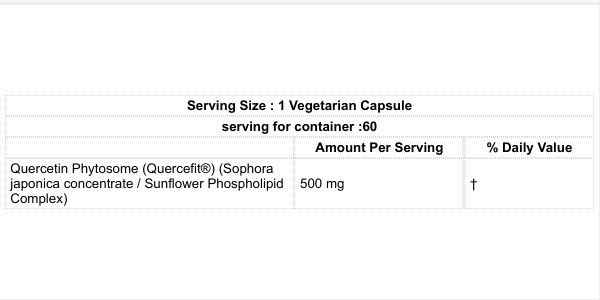 Serving Size : 1 Vegetarian Capsule
serving for container :60
Amount Per Serving % Daily Value
Quercetin Phytosome (Quercefit®) (Sophora
japonica concentrate / Sunflower Phospholipid
Complex) 500 mg †